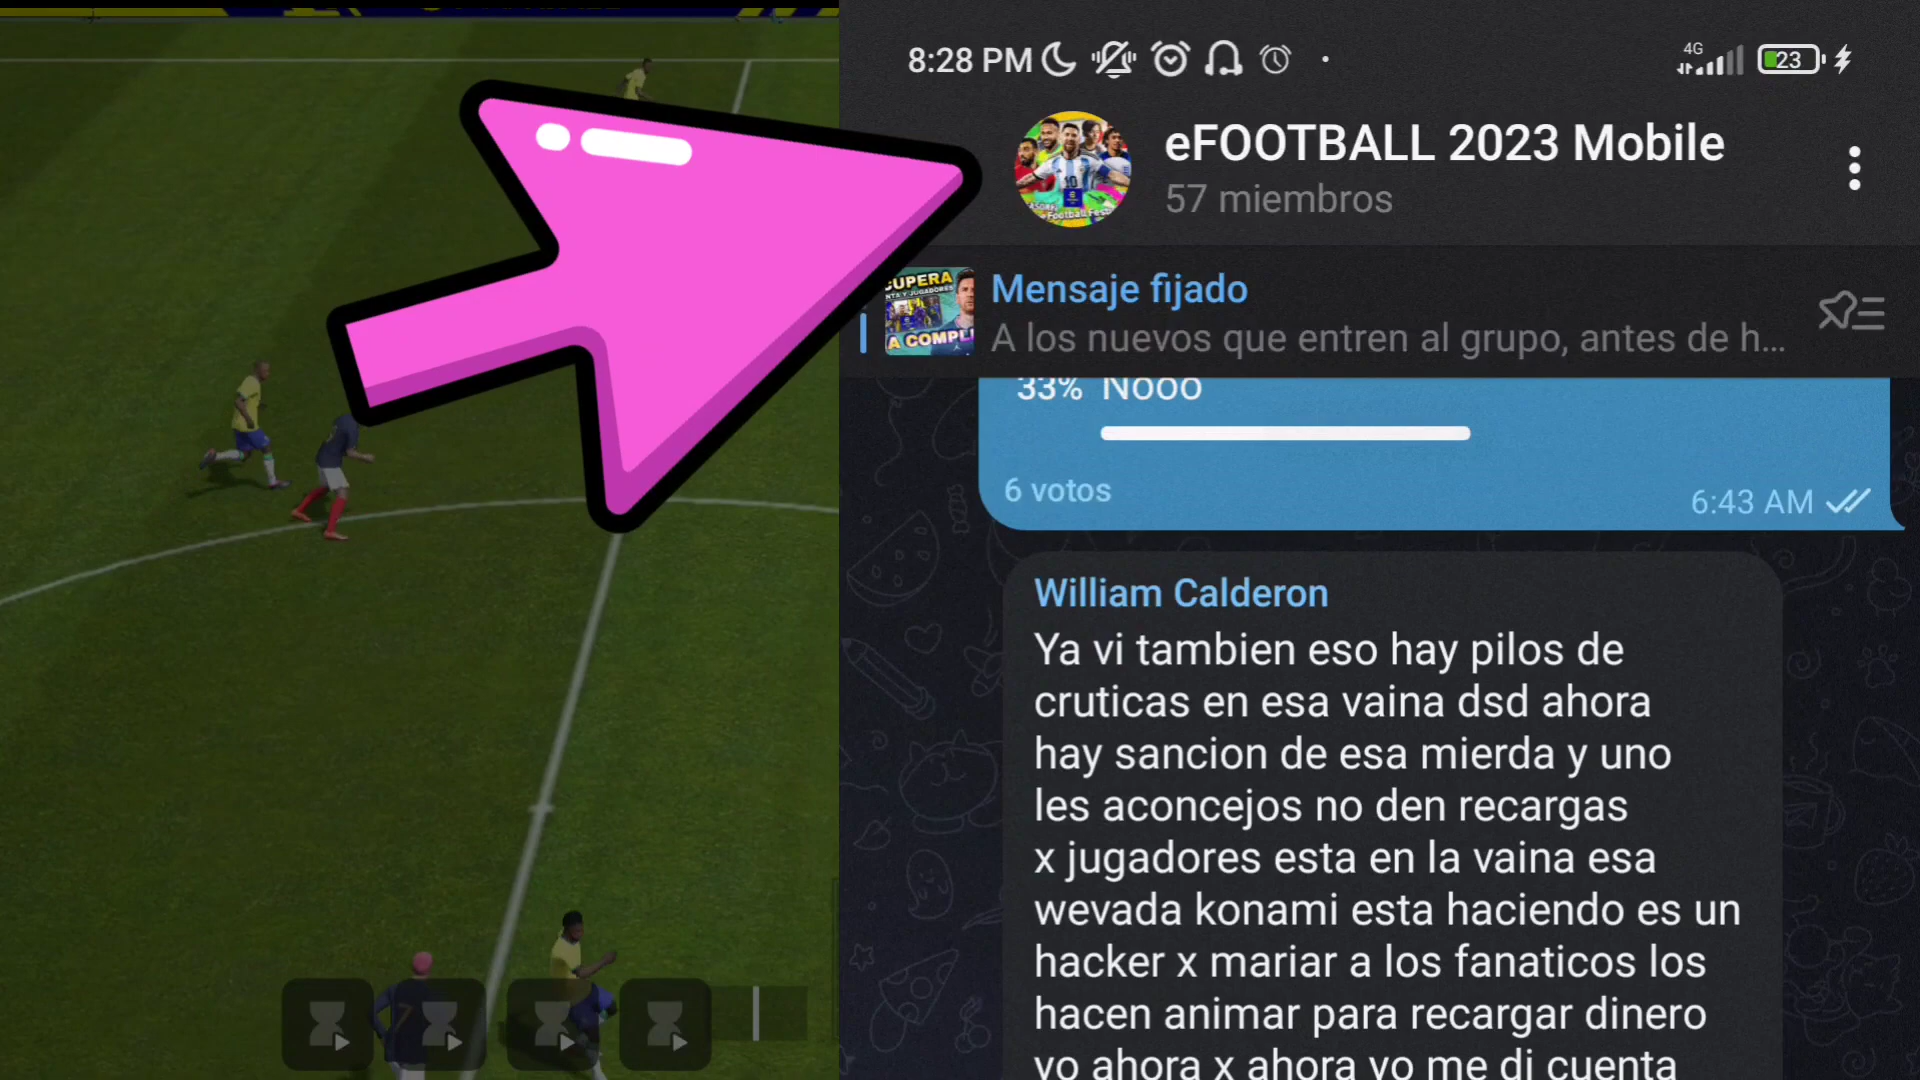 8:28 PM
4G
23
eFOOTBALL 2023 Mobile
57 miembros
Mensaje fijado
A los nuevos que entren al grupo, antes de h...
33% Nooo
6 votos
6:43 AM
William Calderon
Ya vi tambien eso hay pilos de
cruticas en esa vaina dsd ahora
hay sancion de esa mierda y uno
les aconcejos no den recargas
x jugadores esta en la vaina esa
wevada konami esta haciendo es un
hacker x mariar a los fanaticos los
hacen animar para recargar dinero
yo ahora x ahora yo me di cuenta